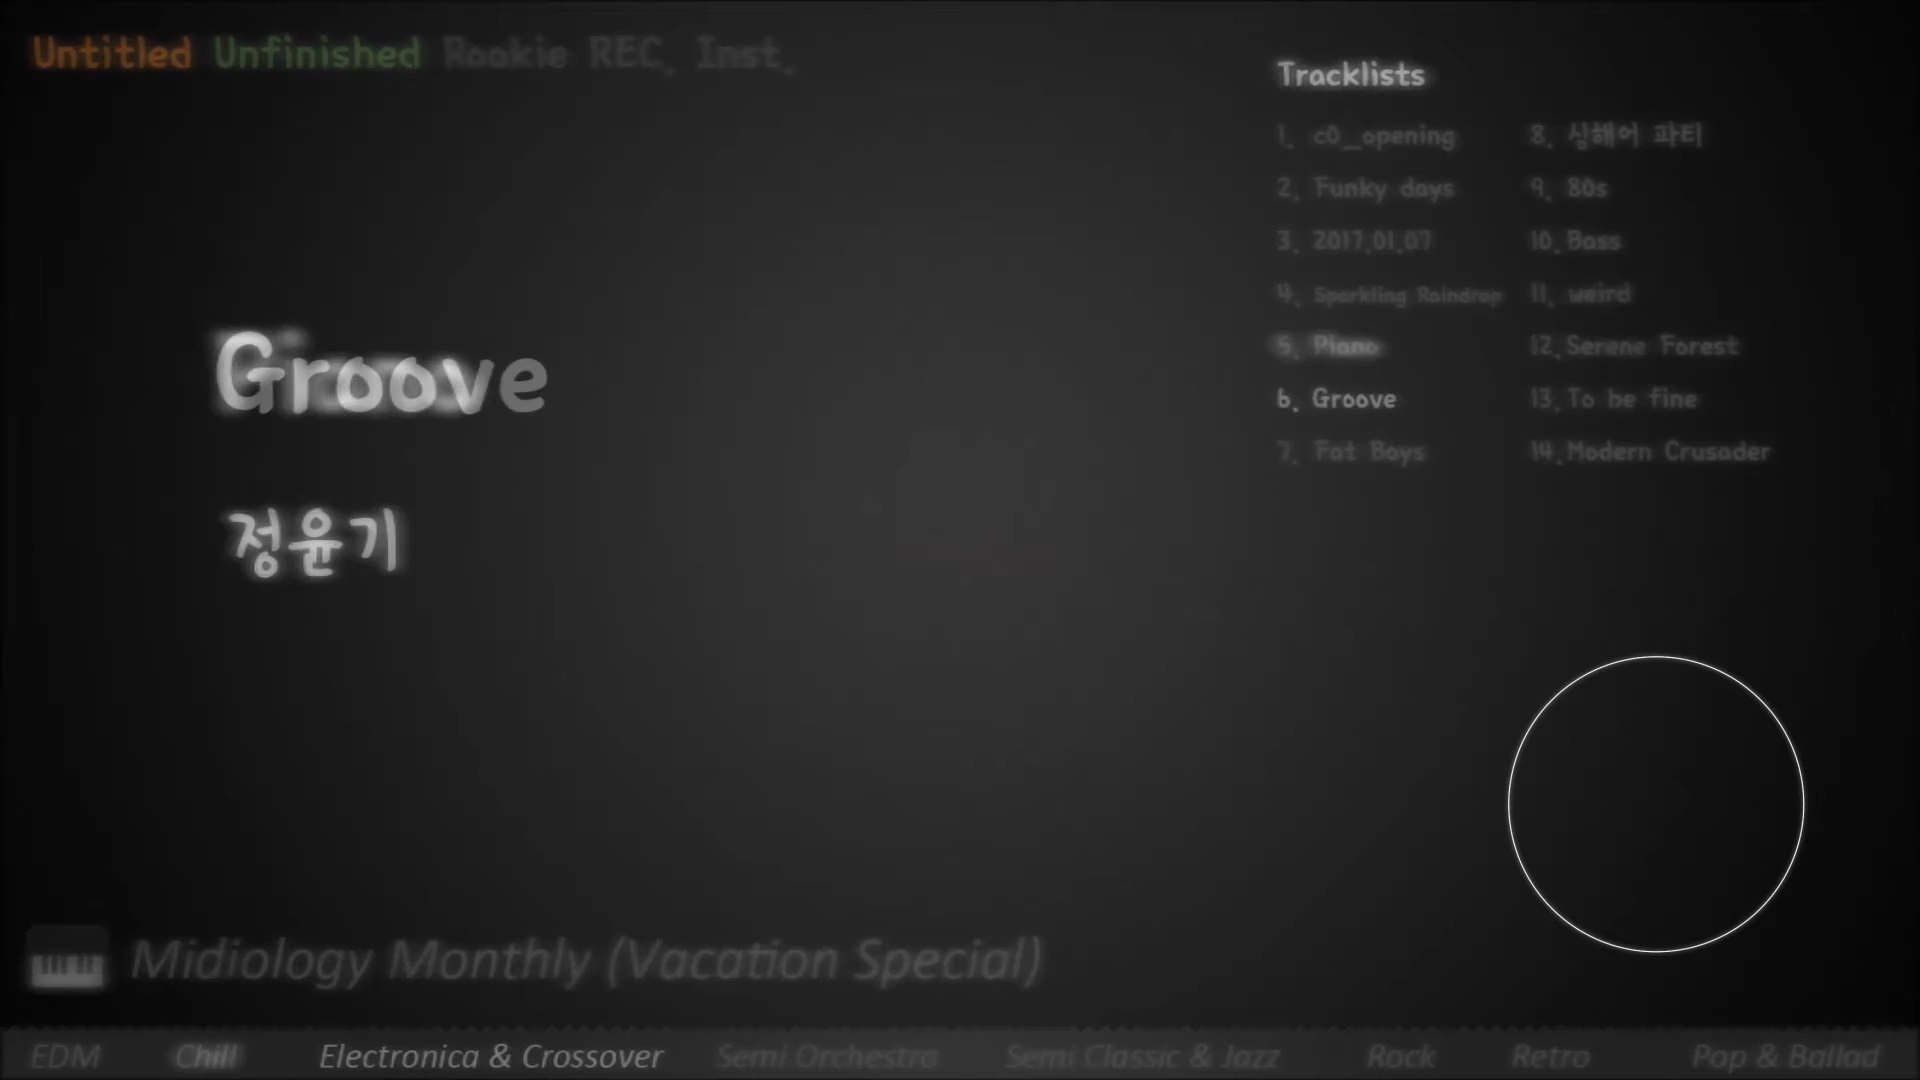 Untitled Unfinished Rookie REC. Inst.
Tracklists
1. c0_opening
2. Funky days
3. 2017.01.07
4. Sparkling Raindrop
5. Piano
6. Groove
7. Fat Boys
8. 심해어 파티
9. 80s
10. Bass
11. weird
12. Serene Forest
13. To be fine
14. Modern Crusader
Groove
정윤기
Midiology Monthly (Vacation Special)
EDM Chill Electronica & Crossover Semi Orchestra Semi Classic & Jazz Rock Retro Pop & Ballad